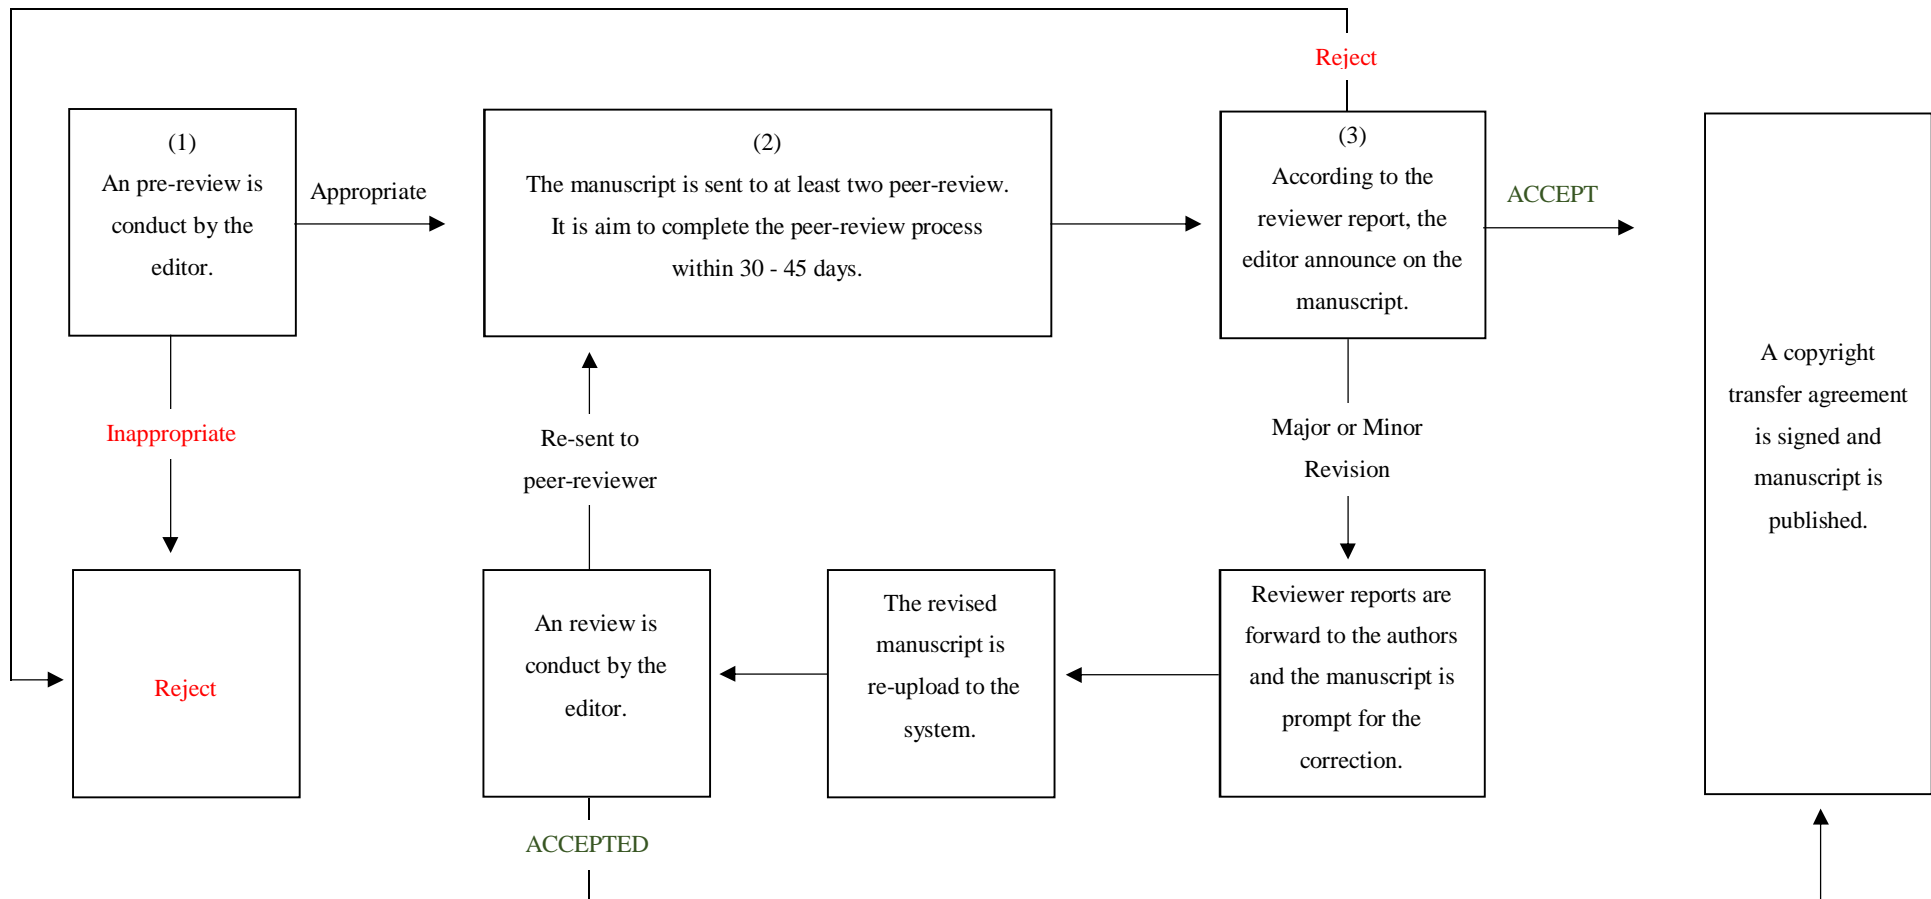 Reject
(1)
An pre-review is
conduct by the
editor.
Appropriate
(2)
The manuscript is sent to at least two peer-review.
It is aim to complete the peer-review process
within 30 - 45 days.
(3)
According to the
reviewer report, the
editor announce on the
manuscript.
ACCEPT
A copyright
transfer agreement
is signed and
manuscript is
published.
Inappropriate
Re-sent to
peer-reviewer
Major or Minor
Revision
Reject
An review is
conduct by the
editor.
The revised
manuscript is
re-upload to the
system.
Reviewer reports are
forward to the authors
and the manuscript is
prompt for the
correction.
ACCEPTED